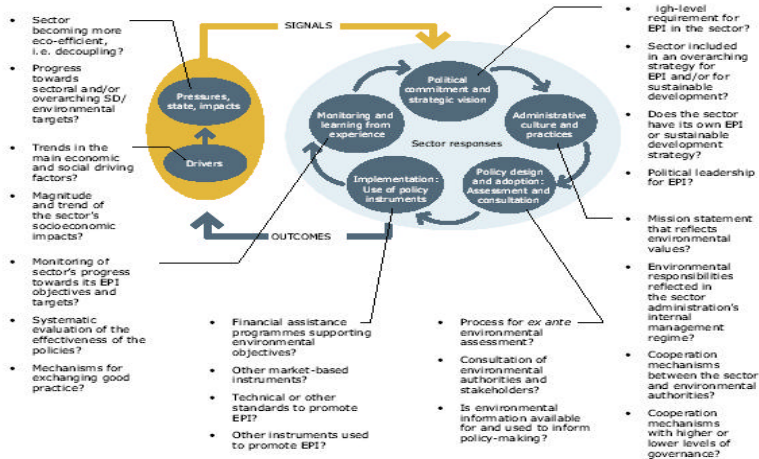 • Sector
becoming more
eco-efficient,
i.e. decoupling?
• Progress
towards
sectoral and/or
overarching SD/
environmental
targets?
• Trends in the
main economic
and social driving
factors?
• Magnitude
and trend of
the sector's
socioeconomic
impacts?
• Monitoring of
sector's progress
towards its EPI
objectives and
targets?
• Systematic
evaluation of the
effectiveness of the
policies?
• Mechanisms for
exchanging good
practice?
SIGNALS
Pressures,
state, impacts
Drivers
OUTCOMES
Political
commitment and
strategic vision
Monitoring and
learning from
experience
Administrative
culture and
practices
Sector responses
Implementation:
Use of policy
instruments
Policy design
and adoption:
Assessment and
consultation
• Financial assistance
programmes supporting
environmental
objectives?
• Other market-based
instruments?
• Technical or other
standards to promote
EPI?
• Other instruments used
to promote EPI?
• Process for ex ante
environmental
assessment?
• Consultation of
environmental
authorities and
stakeholders?
• Is environmental
information available
for and used to inform
policy-making?
• igh-level
requirement for
EPI in the sector?
• Sector included
in an overarching
strategy for
EPI and/or for
sustainable
development?
• Does the sector
have its own EPI
or sustainable
development
strategy?
• Political leadership
for EPI?
• Mission statement
that reflects
environmental
values?
• Environmental
responsibilities
reflected in
the sector
administration's
internal
management
regime?
• Cooperation
mechanisms
between the sector
and environmental
authorities?
• Cooperation
mechanisms
with higher or
lower levels of
governance?